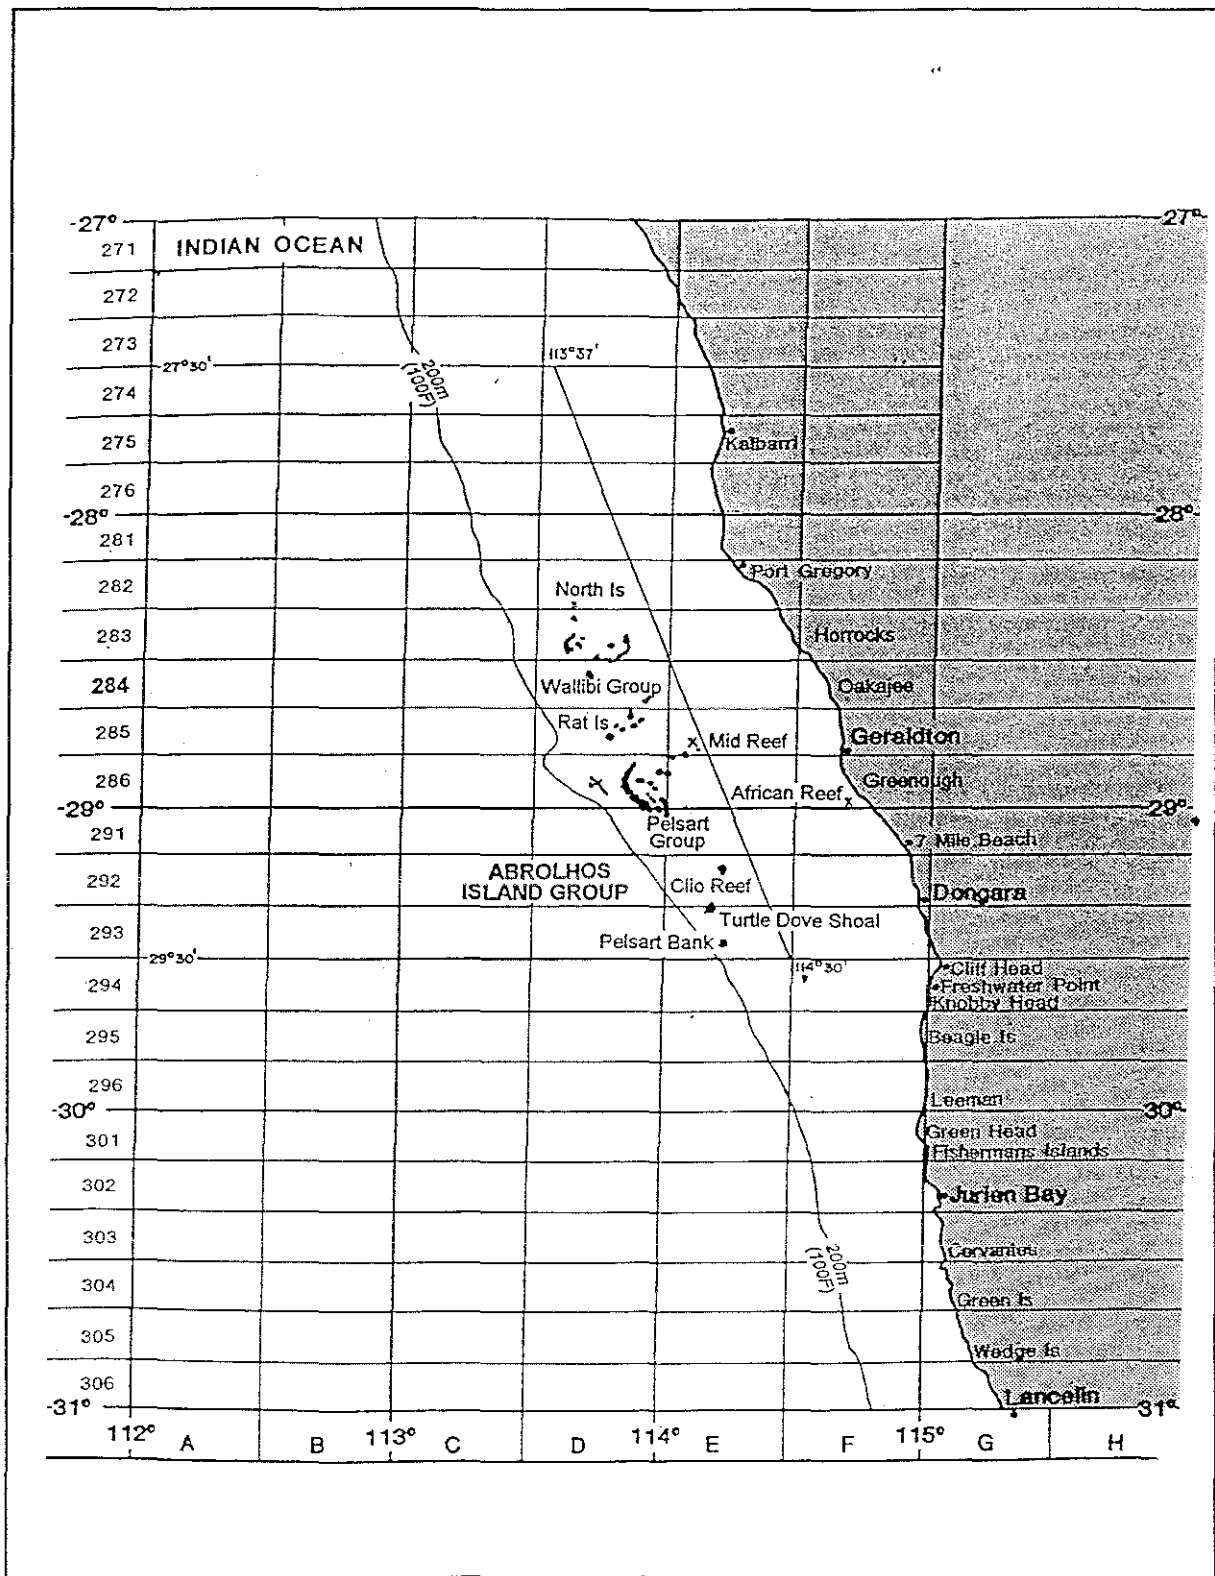 -27°
-27°
271
INDIAN OCEAN
272
273
27°30'
113°37'
274
200m
(100F)
275
Kalbarri
276
-28°
28°
281
Port Gregory
282
North Is
283
Horrocks
284
Wallibi Group
Oakajee
285
Rat Is
Mid Reef
Geraldton
286
African Reef
Greenough
-29°
-29°
291
Pelsart
Group
7 Mile Beach
292
ABROLHOS
ISLAND GROUP
Clio Reef
Dongara
Turtle Dove Shoal
293
Pelsart Bank
29°30'
114°30'
Cliff Head
294
Freshwater Point
Knobby Head
295
Beagle Is
296
Leeman
-30°
30°
301
Green Head
Fishermans Islands
302
Jurien Bay
303
200m
(100F)
Cervantes
304
Green Is
305
Wedge Is
306
Lancelin
-31°
31°
112°
A
B
113°
C
D
114°
E
F
115°
G
H